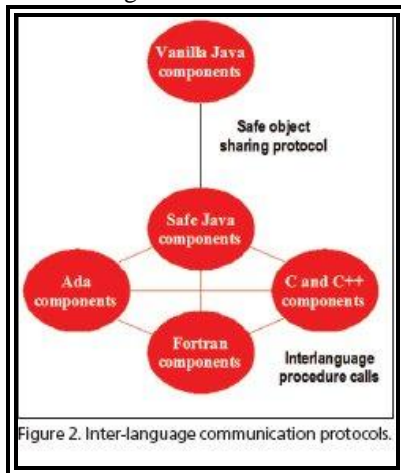 Vanilla Java
components
Safe object
sharing protocol
Safe Java
components
Ada
components
C and C++
components
Fortran
components
Interlanguage
procedure calls
Figure 2. Inter-language communication protocols.